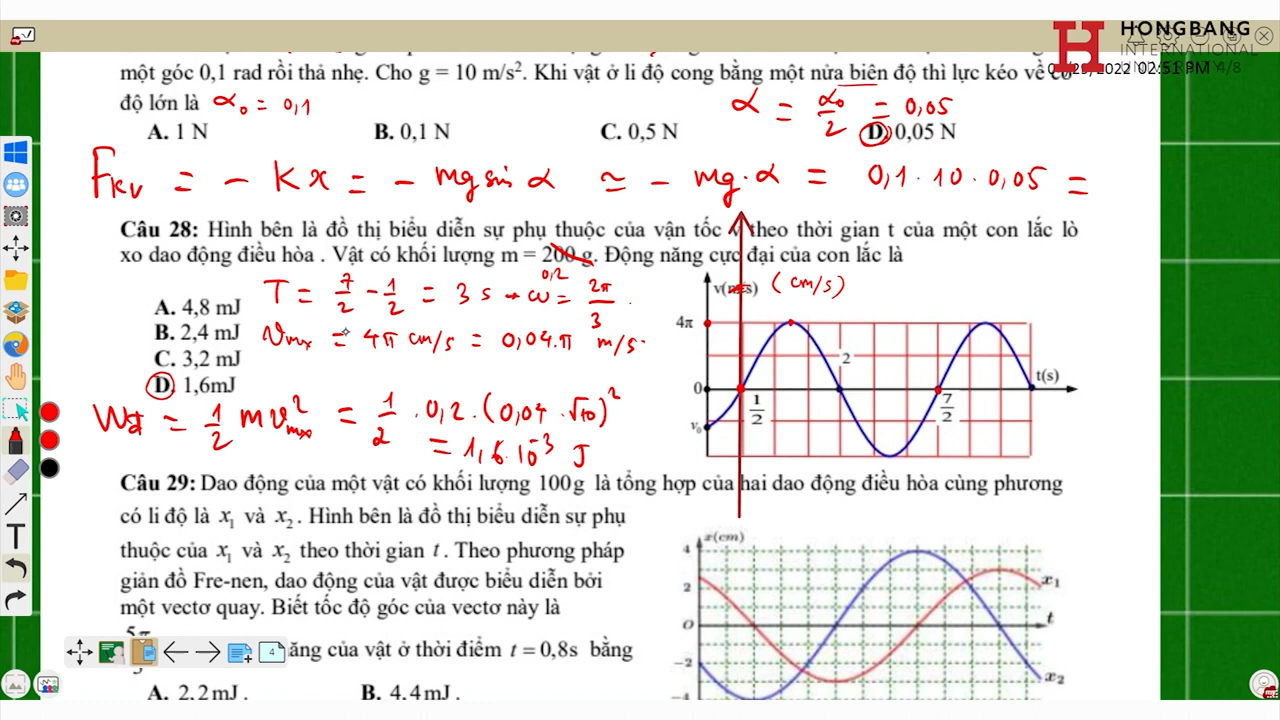 HONGBANG
INTERNATIONAL
02:51 PM 4/8
một góc 0,1 rad rồi thả nhẹ. Cho g = 10 m/s². Khi vật ở li độ cong bằng một nửa biên độ thì lực kéo về có
độ lớn là α₀ = 0,1
α = α₀/2 = 0,05
A. 1 N B. 0,1 N C. 0,5 N D. 0,05 N
Fkv = - Kx = - mg sin α ≃ - mg·α = 0,1·10·0,05 =
Câu 28: Hình bên là đồ thị biểu diễn sự phụ thuộc của vận tốc v theo thời gian t của một con lắc lò
xo dao động điều hòa . Vật có khối lượng m = 200 g. Động năng cực đại của con lắc là
0,2
A. 4,8 mJ
B. 2,4 mJ
C. 3,2 mJ
D. 1,6mJ
T = 7/2 - 1/2 = 3 s → ω = 2π/3
Vmx = 4π cm/s = 0,04.π m/s
Wđ = 1/2 m v²mx = 1/2 . 0,2 . (0,04 . √10)²
= 1,6.10⁻³ J
v(m/s) (cm/s)
4π
2
t(s)
0
1/2
7/2
v₀
Câu 29: Dao động của một vật có khối lượng 100g là tổng hợp của hai dao động điều hòa cùng phương
có li độ là x₁ và x₂. Hình bên là đồ thị biểu diễn sự phụ
thuộc của x₁ và x₂ theo thời gian t. Theo phương pháp
giản đồ Fre-nen, dao động của vật được biểu diễn bởi
một vectơ quay. Biết tốc độ góc của vectơ này là
5π
ăng của vật ở thời điểm t = 0,8s bằng
A. 2,2mJ . B. 4,4mJ .
x(cm)
4
2
O
-2
-4
x₁
t
x₂
T
4